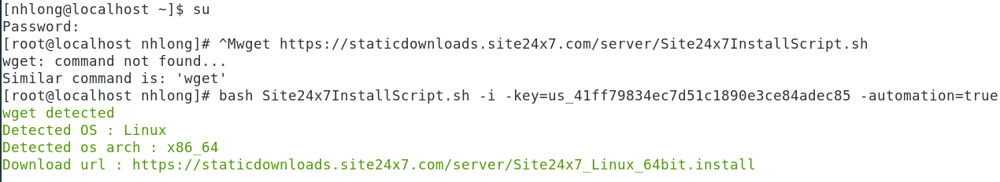 [nhlong@localhost ~]$ su
Password:
[root@localhost nhlong]# ^Mwget https://staticdownloads.site24x7.com/server/Site24x7InstallScript.sh
wget: command not found...
Similar command is: 'wget'
[root@localhost nhlong]# bash Site24x7InstallScript.sh -i -key=us_41ff79834ec7d51c1890e3ce84adec85 -automation=true
wget detected
Detected OS : Linux
Detected os arch : x86_64
Download url : https://staticdownloads.site24x7.com/server/Site24x7_Linux_64bit.install